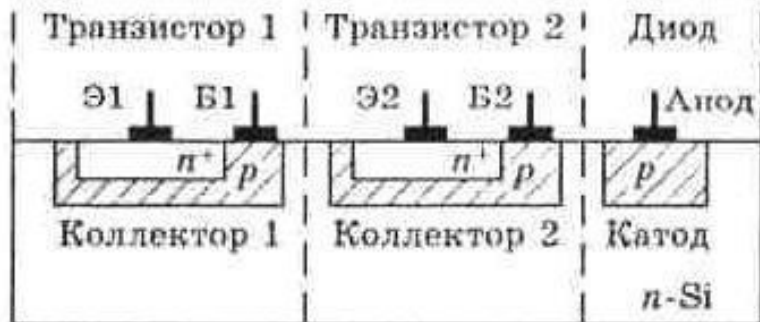 Транзистор 1 Транзистор 2 Диод
Э1 Б1 Э2 Б2 Анод
n+ p n+ p p
Коллектор 1 Коллектор 2 Катод
n-Si